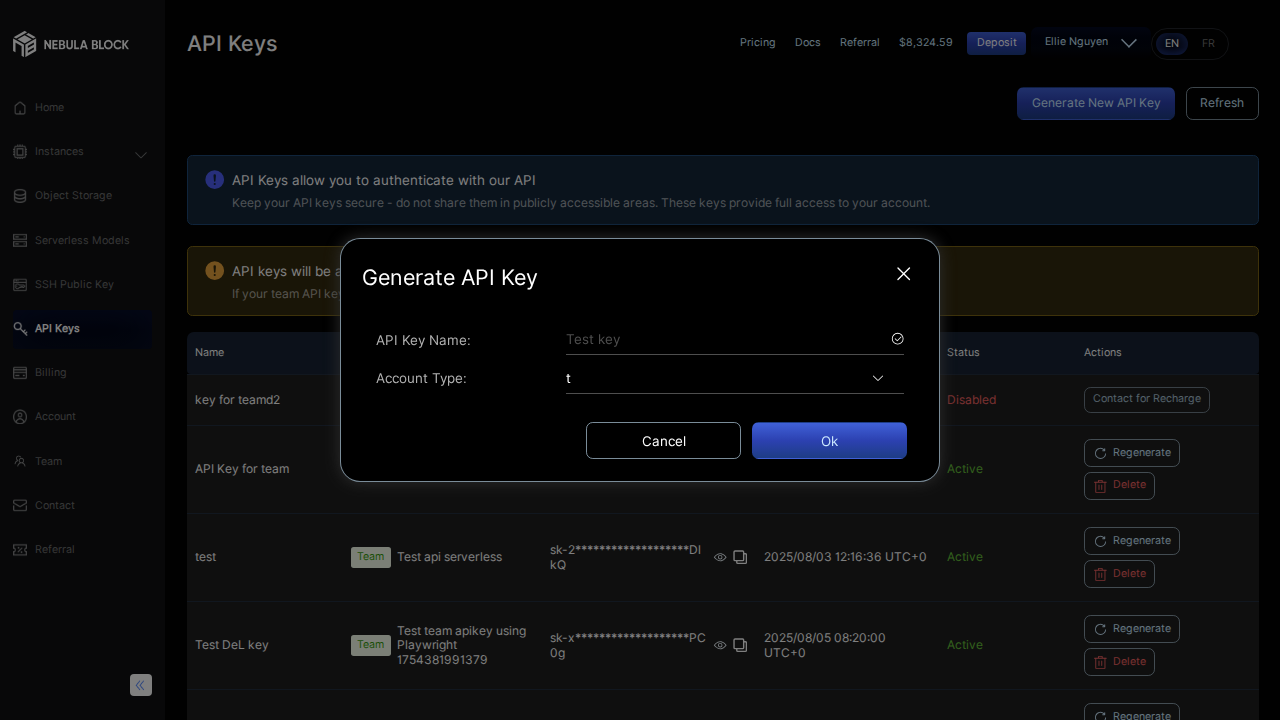 NEBULA BLOCK
API Keys
Pricing
Docs
Referral
$8,324.59
Deposit
Ellie Nguyen
EN
FR
Home
Instances
Object Storage
Serverless Models
SSH Public Key
API Keys
Billing
Account
Team
Contact
Referral
Generate New API Key
Refresh
API Keys allow you to authenticate with our API
Keep your API keys secure - do not share them in publicly accessible areas. These keys provide full access to your account.
API keys will be
If your team API
Generate API Key
API Key Name:
Test key
Account Type:
t
Cancel
Ok
Name
Status
Actions
key for teamd2
Disabled
Contact for Recharge
API Key for team
Active
Regenerate
Delete
test
Team
Test api serverless
sk-2*******************DI
kQ
2025/08/03 12:16:36 UTC+0
Active
Regenerate
Delete
Test DeL key
Team
Test team apikey using
Playwright
1754381991379
sk-x*******************PC
0g
2025/08/05 08:20:00
UTC+0
Active
Regenerate
Delete
Regenerate